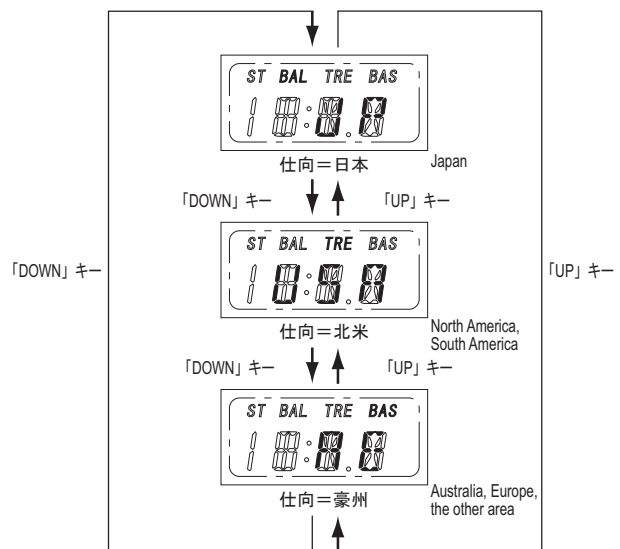 ST BAL TRE BAS
J P
仕向＝日本
Japan
「DOWN」キー
「UP」キー
ST BAL TRE BAS
U S A
「DOWN」キー
「UP」キー
仕向＝北米
North America,
South America
「DOWN」キー
「UP」キー
ST BAL TRE BAS
仕向＝豪州
Australia, Europe,
the other area